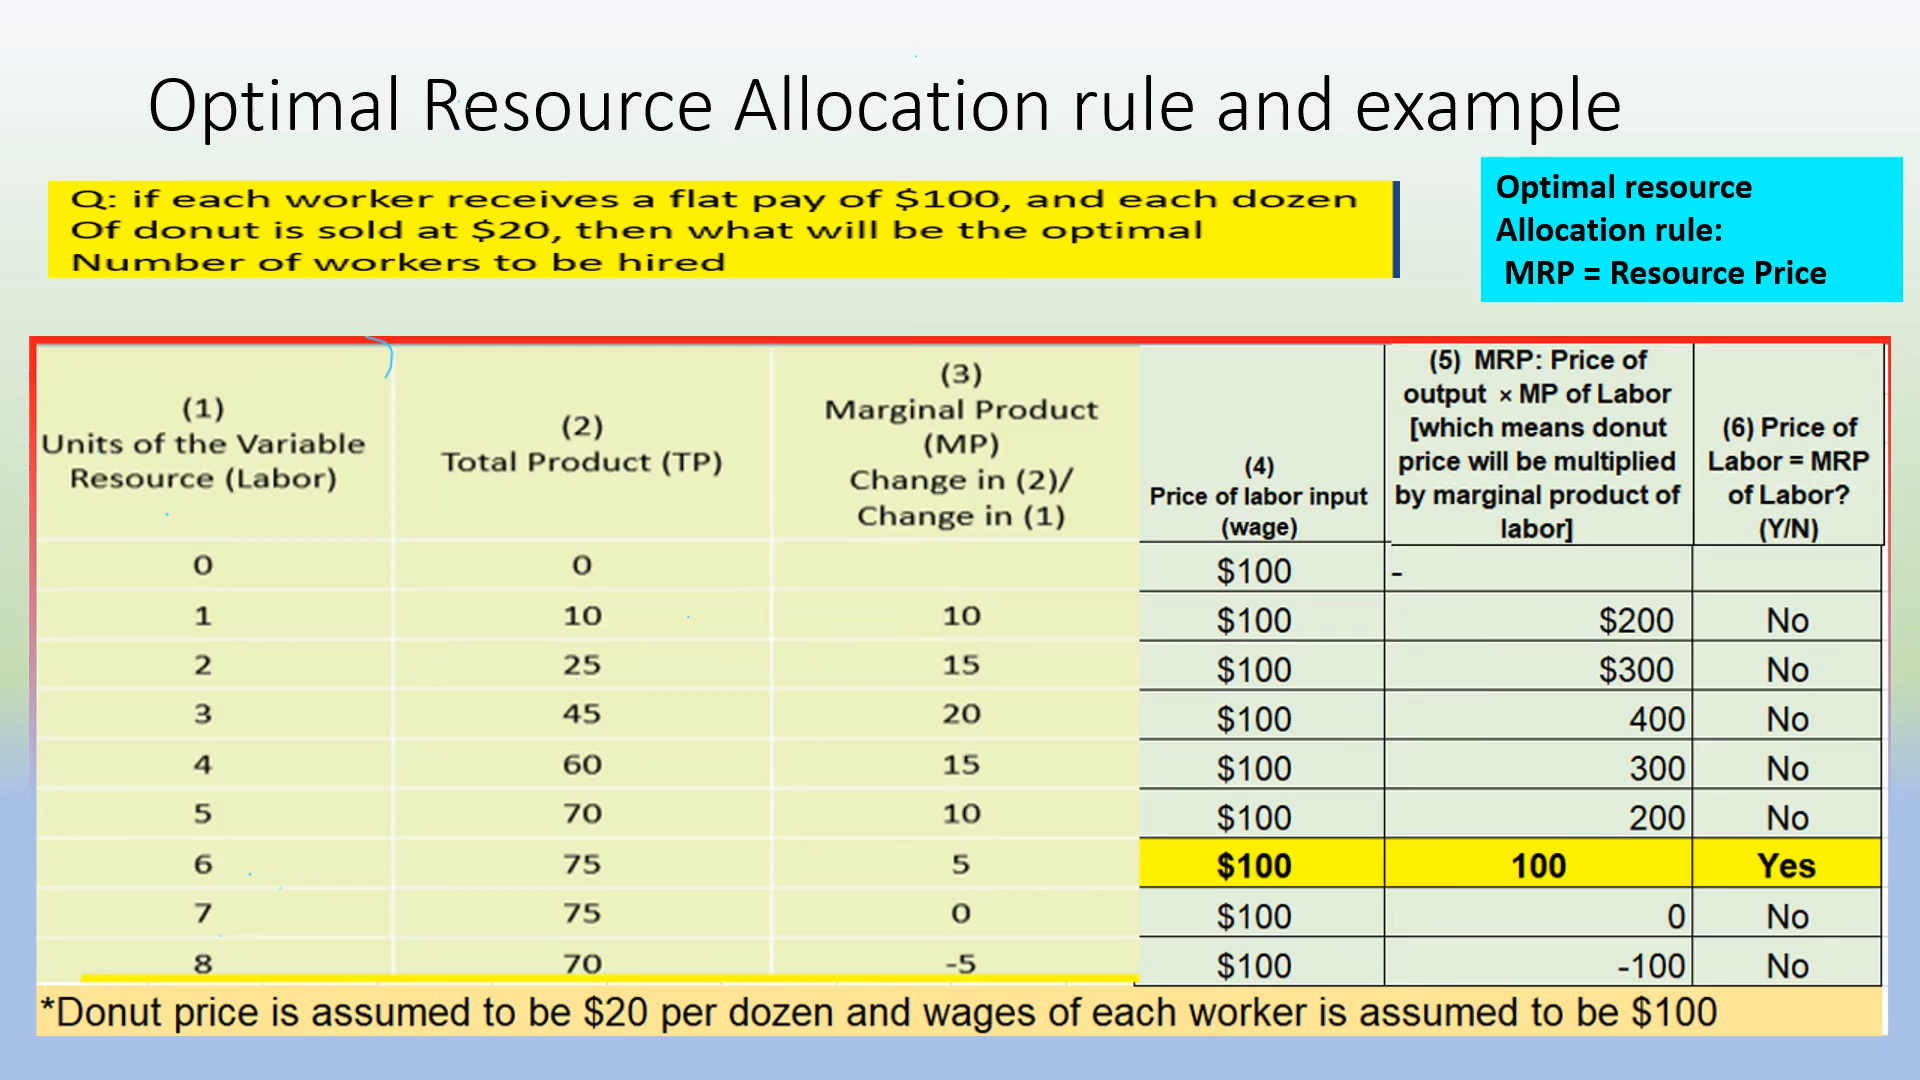 Optimal Resource Allocation rule and example
Q: if each worker receives a flat pay of $100, and each dozen
Of donut is sold at $20, then what will be the optimal
Number of workers to be hired
Optimal resource
Allocation rule:
MRP = Resource Price
(1)
Units of the Variable
Resource (Labor)
(2)
Total Product (TP)
(3)
Marginal Product
(MP)
Change in (2)/
Change in (1)
(4)
Price of labor input
(wage)
(5) MRP: Price of
output × MP of Labor
[which means donut
price will be multiplied
by marginal product of
labor]
(6) Price of
Labor = MRP
of Labor?
(Y/N)
0 0 $100 -
1 10 10 $100 $200 No
2 25 15 $100 $300 No
3 45 20 $100 400 No
4 60 15 $100 300 No
5 70 10 $100 200 No
6 75 5 $100 100 Yes
7 75 0 $100 0 No
8 70 -5 $100 -100 No
*Donut price is assumed to be $20 per dozen and wages of each worker is assumed to be $100